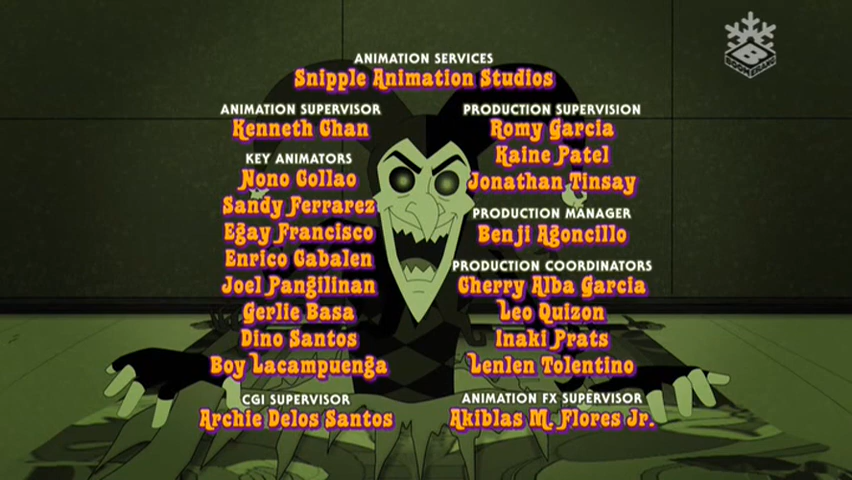 BOOMERANG
ANIMATION SERVICES
Snipple Animation Studios
ANIMATION SUPERVISOR
Kenneth Chan
KEY ANIMATORS
Nono Collao
Sandy Ferrarez
Egay Francisco
Enrico Cabalen
Joel Pangilinan
Gerlie Basa
Dino Santos
Boy Lacampuenga
CGI SUPERVISOR
Archie Delos Santos
PRODUCTION SUPERVISION
Romy Garcia
Kaine Patel
Jonathan Tinsay
PRODUCTION MANAGER
Benji Agoncillo
PRODUCTION COORDINATORS
Cherry Alba Garcia
Leo Quizon
Inaki Prats
Lenlen Tolentino
ANIMATION FX SUPERVISOR
Akiblas M. Flores Jr.